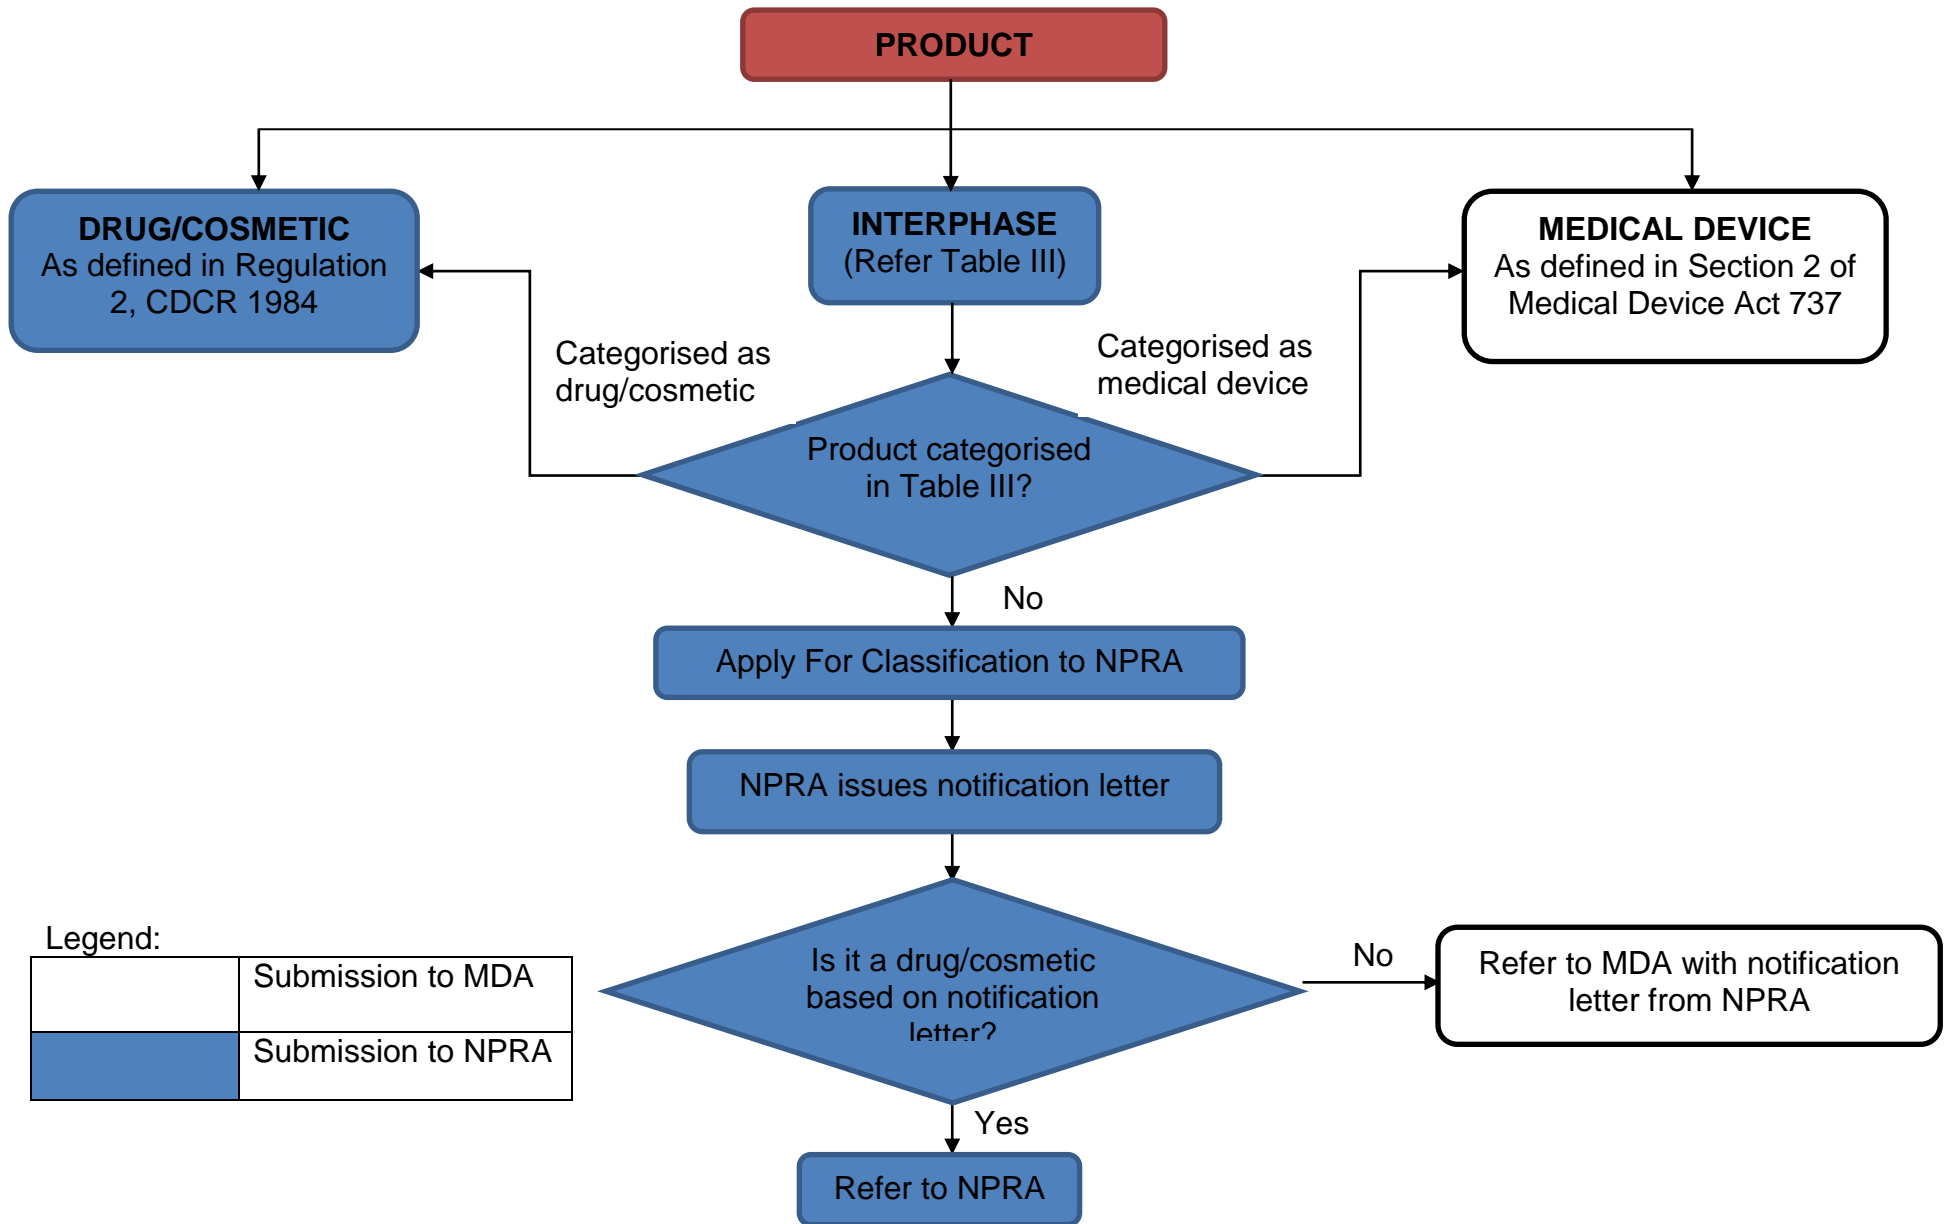 PRODUCT
DRUG/COSMETIC
As defined in Regulation
2, CDCR 1984
INTERPHASE
(Refer Table III)
MEDICAL DEVICE
As defined in Section 2 of
Medical Device Act 737
Categorised as
drug/cosmetic
Categorised as
medical device
Product categorised
in Table III?
No
Apply For Classification to NPRA
NPRA issues notification letter
Is it a drug/cosmetic
based on notification
letter?
No
Refer to MDA with notification
letter from NPRA
Legend:
Submission to MDA
Submission to NPRA
Yes
Refer to NPRA